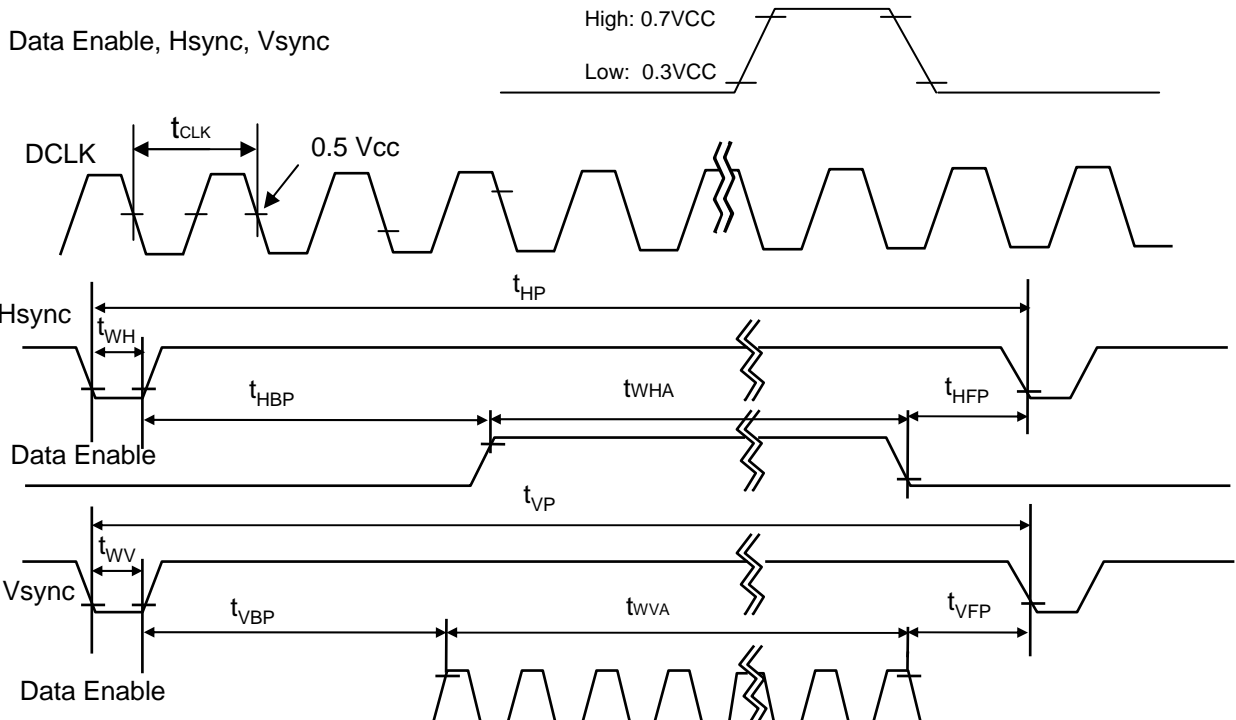 High: 0.7VCC
Data Enable, Hsync, Vsync
Low: 0.3VCC
tCLK
DCLK
0.5 Vcc
tHP
Hsync
tWH
tHBP
tWHA
tHFP
Data Enable
tVP
tWV
Vsync
tVBP
tWVA
tVFP
Data Enable